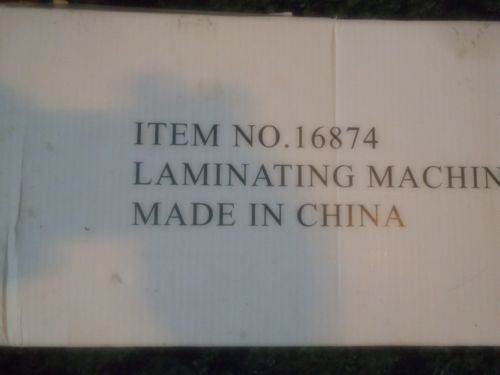 ITEM NO.16874
LAMINATING MACHIN
MADE IN CHINA